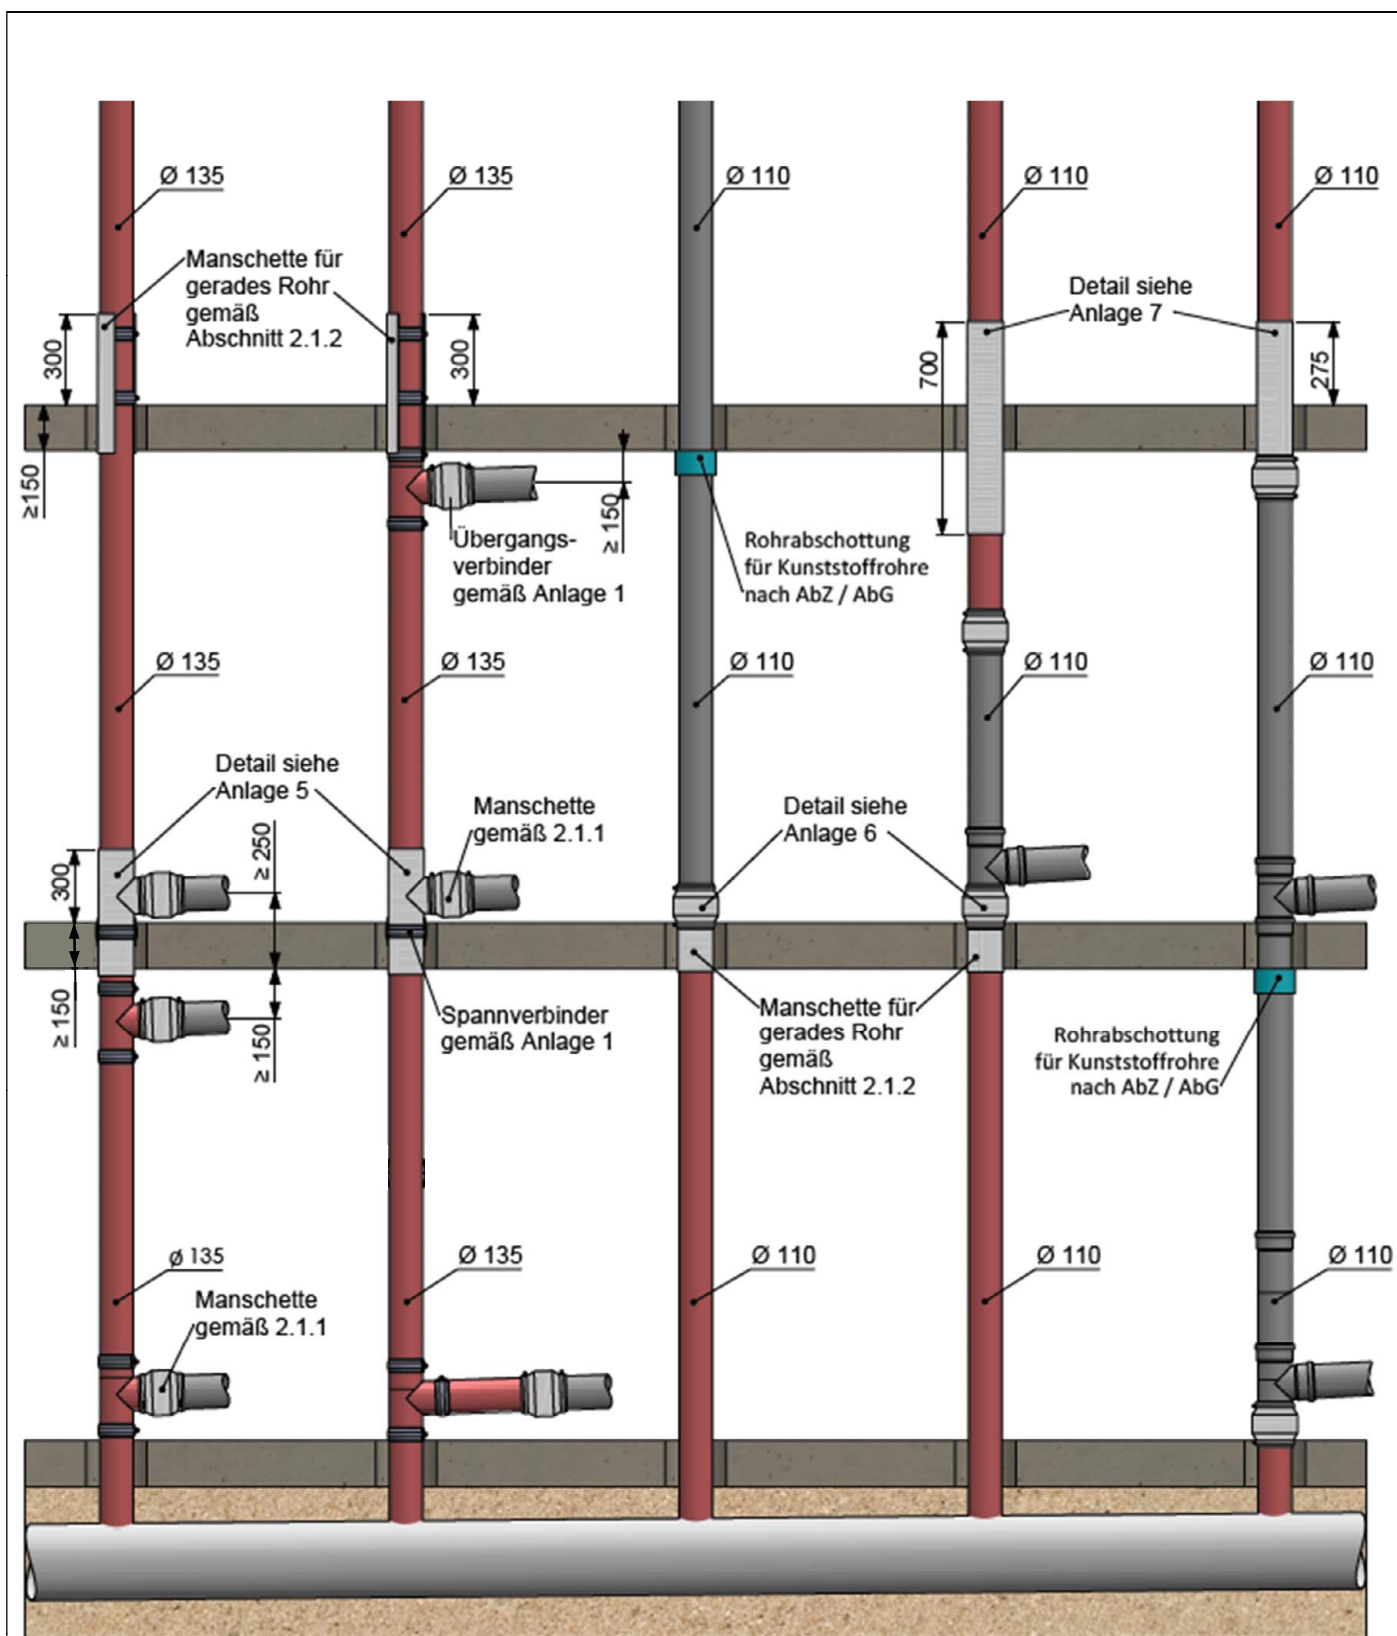 Ø 135
Ø 135
Ø 110
Ø 110
Ø 110
Manschette für
gerades Rohr
gemäß
Abschnitt 2.1.2
Detail siehe
Anlage 7
300
300
700
275
≥150
≥ 150
Übergangs-
verbinder
gemäß Anlage 1
Rohrabschottung
für Kunststoffrohre
nach AbZ / AbG
Ø 135
Ø 135
Ø 110
Ø 110
Ø 110
Detail siehe
Anlage 5
Manschette
gemäß 2.1.1
Detail siehe
Anlage 6
300
≥ 250
≥ 150
≥ 150
Spannverbinder
gemäß Anlage 1
Manschette für
gerades Rohr
gemäß
Abschnitt 2.1.2
Rohrabschottung
für Kunststoffrohre
nach AbZ / AbG
ø 135
Ø 135
Ø 110
Ø 110
Ø 110
Manschette
gemäß 2.1.1